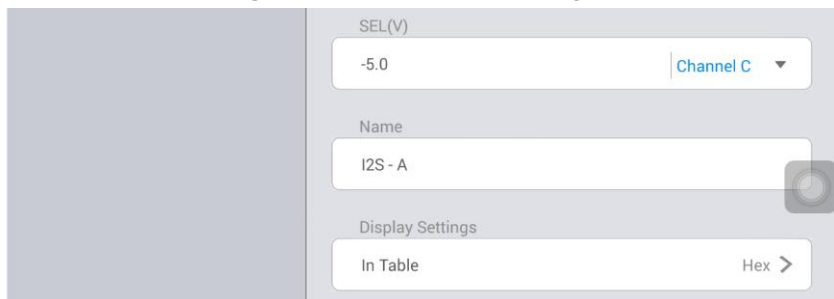 SEL(V)
-5.0 Channel C
Name
I2S - A
Display Settings
In Table Hex